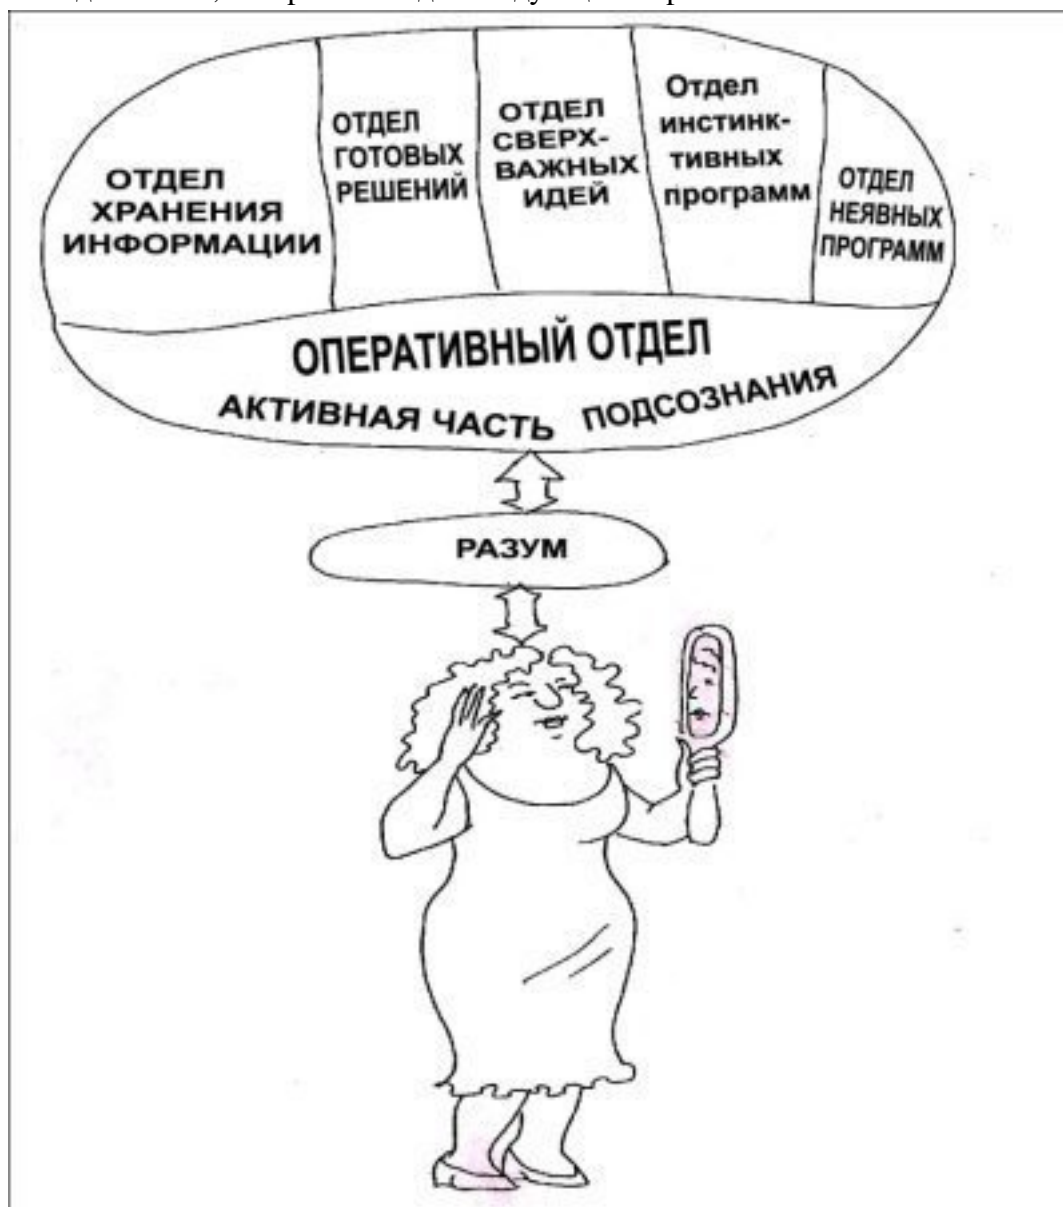 ОТДЕЛ
ХРАНЕНИЯ
ИНФОРМАЦИИ
ОТДЕЛ
ГОТОВЫХ
РЕШЕНИЙ
ОТДЕЛ
СВЕРХ-
ВАЖНЫХ
ИДЕЙ
Отдел
инстинк-
тивных
программ
ОТДЕЛ
НЕЯВНЫХ
ПРОГРАММ
ОПЕРАТИВНЫЙ ОТДЕЛ
АКТИВНАЯ ЧАСТЬ ПОДСОЗНАНИЯ
РАЗУМ